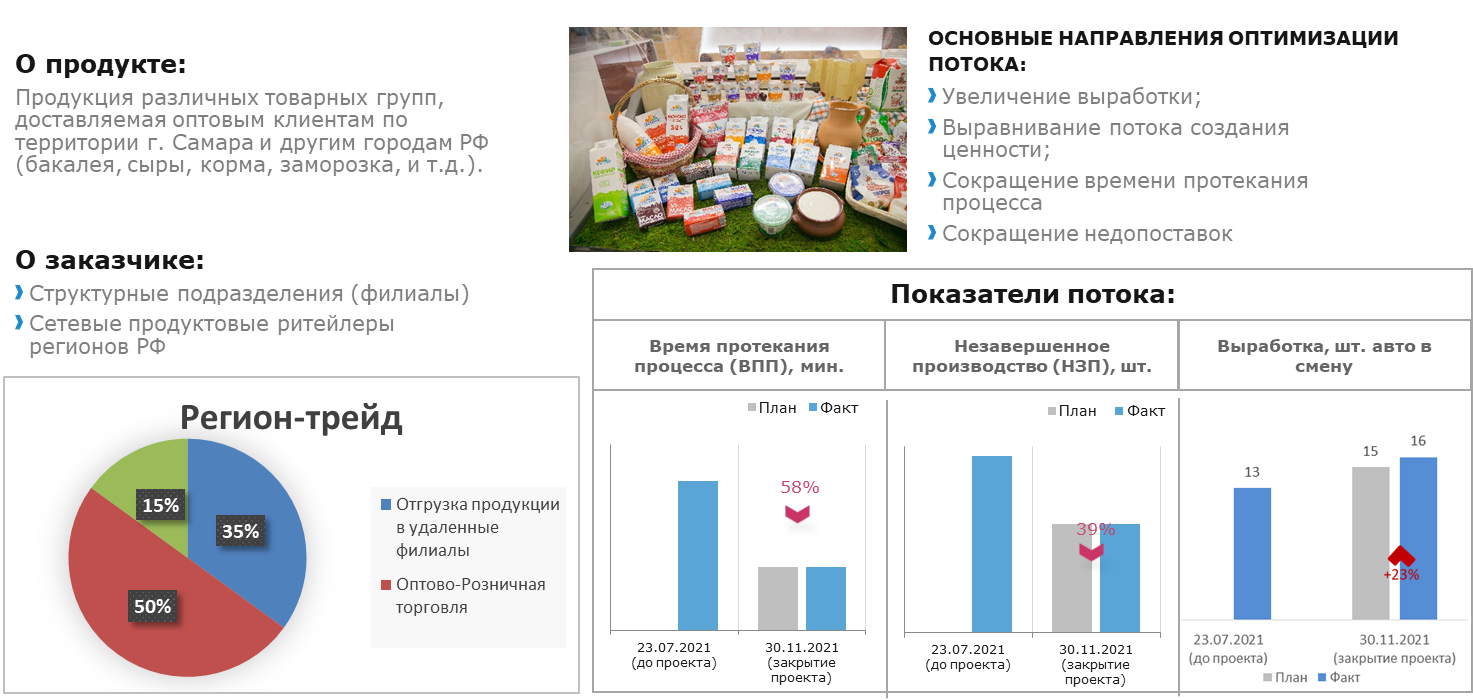 О продукте:
Продукция различных товарных групп,
доставляемая оптовым клиентам по
территории г. Самара и другим городам РФ
(бакалея, сыры, корма, заморозка, и т.д.).
О заказчике:
Структурные подразделения (филиалы)
Сетевые продуктовые ритейлеры
регионов РФ
КЕФИР
МОЛОКО
МАСЛО
ОСНОВНЫЕ НАПРАВЛЕНИЯ ОПТИМИЗАЦИИ
ПОТОКА:
Увеличение выработки;
Выравнивание потока создания
ценности;
Сокращение времени протекания
процесса
Сокращение недопоставок
Регион-трейд
15%
35%
50%
Отгрузка продукции
в удаленные
филиалы
Оптово-Розничная
торговля
Показатели потока:
Время протекания
процесса (ВПП), мин.
План Факт
58%
23.07.2021
(до проекта)
30.11.2021
(закрытие
проекта)
Незавершенное
производство (НЗП), шт.
План Факт
39%
23.07.2021
(до проекта)
30.11.2021
(закрытие
проекта)
Выработка, шт. авто в
смену
13
15
16
+23%
23.07.2021
(до проекта)
30.11.2021
(закрытие проекта)
План Факт